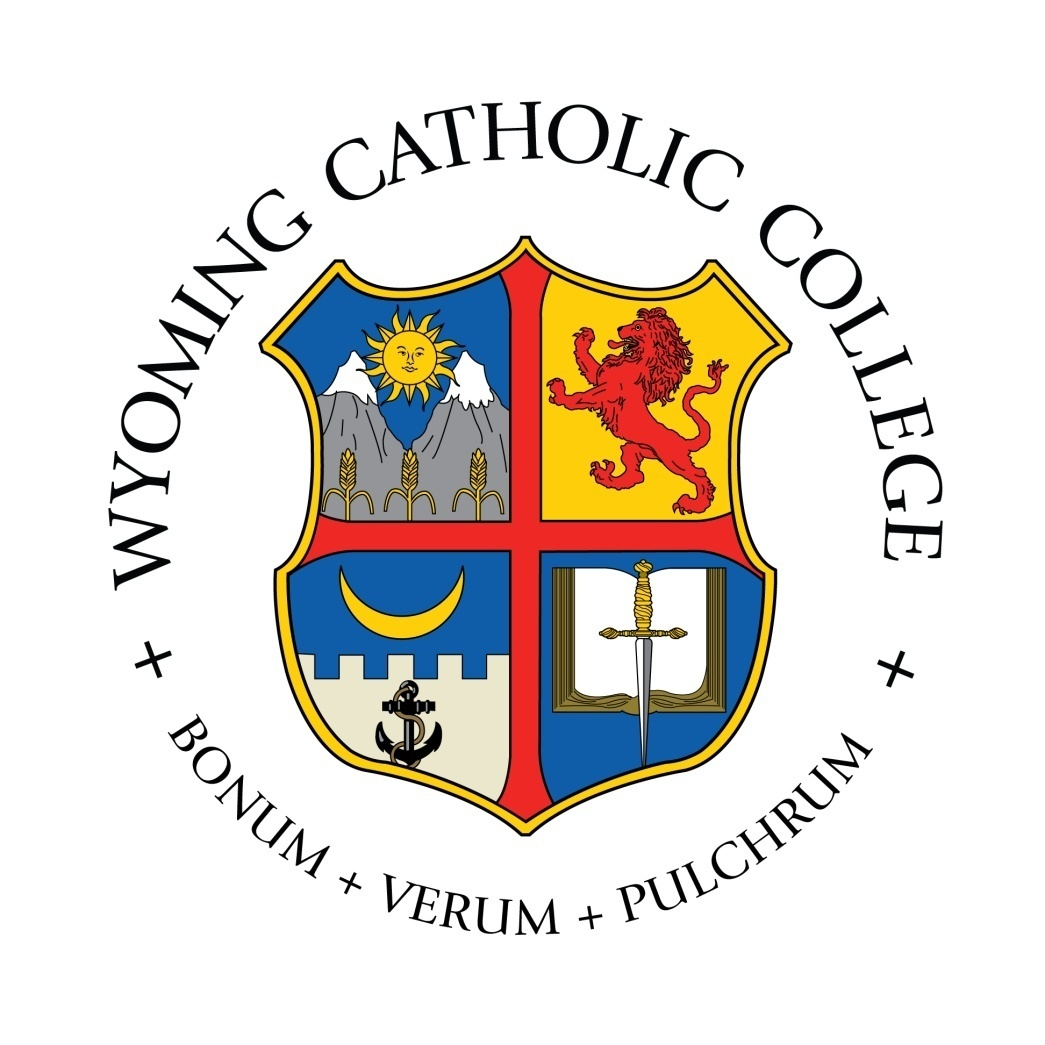 WYOMING CATHOLIC COLLEGE
+ BONUM + VERUM + PULCHRUM +